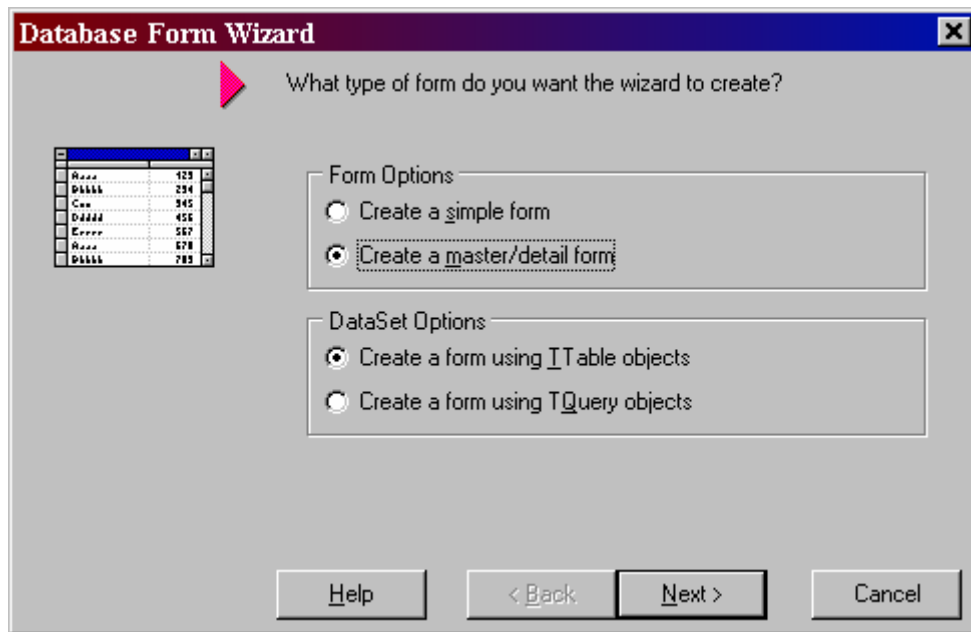 Database Form Wizard
What type of form do you want the wizard to create?
Form Options
Create a simple form
Create a master/detail form
DataSet Options
Create a form using TTable objects
Create a form using TQuery objects
Help
< Back
Next >
Cancel